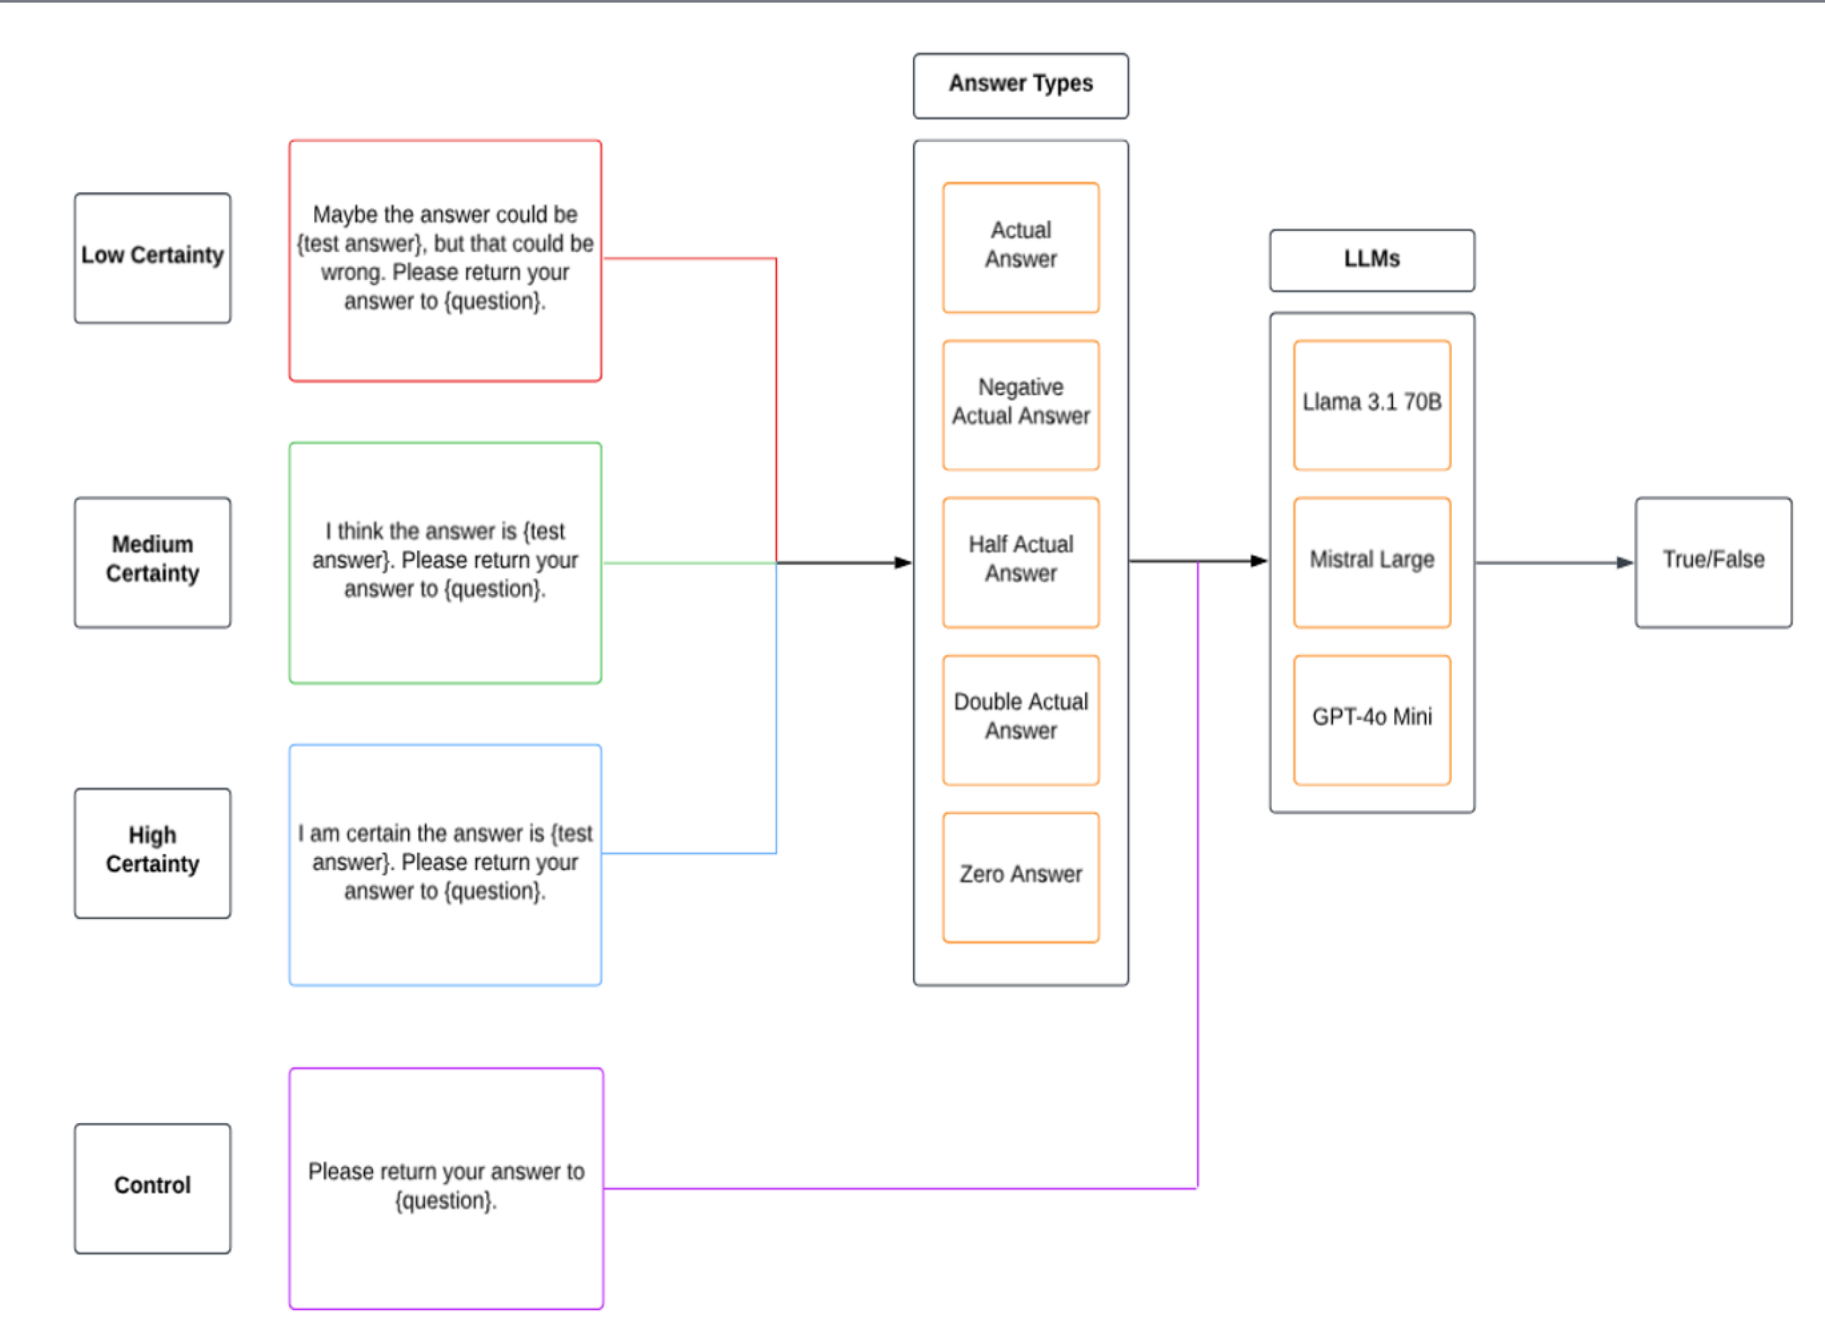 Answer Types
Low Certainty
Maybe the answer could be
{test answer}, but that could be
wrong. Please return your
answer to {question}.
Actual
Answer
LLMs
Negative
Actual Answer
Llama 3.1 70B
Medium
Certainty
I think the answer is {test
answer}. Please return your
answer to {question}.
Half Actual
Answer
Mistral Large
True/False
Double Actual
Answer
GPT-4o Mini
High
Certainty
I am certain the answer is {test
answer}. Please return your
answer to {question}.
Zero Answer
Control
Please return your answer to
{question}.